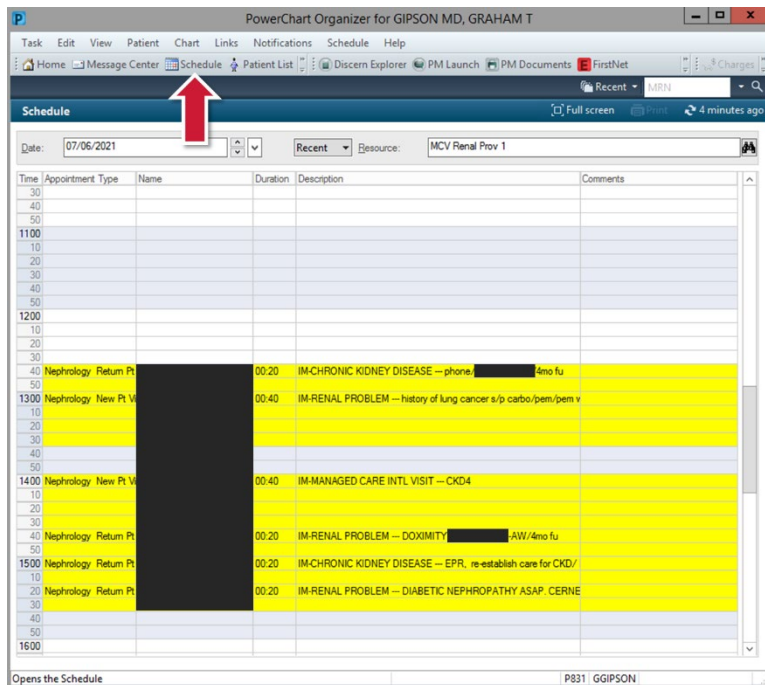 P PowerChart Organizer for GIPSON MD, GRAHAM T
Task Edit View Patient Chart Links Notifications Schedule Help
Home Message Center Schedule Patient List Discern Explorer PM Launch PM Documents E FirstNet Charges
Recent MRN
Schedule Full screen Print 4 minutes ago
Date: 07/06/2021 Recent Resource: MCV Renal Prov 1
Time Appointment Type Name Duration Description Comments
30
40
50
1100
10
20
30
40
50
1200
10
20
30
40 Nephrology Return Pt 00:20 IM-CHRONIC KIDNEY DISEASE -- phone/ /4mo fu
50
1300 Nephrology New Pt Vi 00:40 IM-RENAL PROBLEM -- history of lung cancer s/p carbo/pem/pem w
10
20
30
40
50
1400 Nephrology New Pt Vi 00:40 IM-MANAGED CARE INTL VISIT -- CKD4
10
20
30
40 Nephrology Return Pt 00:20 IM-RENAL PROBLEM -- DOXIMITY -AW/4mo fu
50
1500 Nephrology Return Pt 00:20 IM-CHRONIC KIDNEY DISEASE -- EPR, re-establish care for CKD/
10
20 Nephrology Return Pt 00:20 IM-RENAL PROBLEM -- DIABETIC NEPHROPATHY ASAP. CERNE
30
40
50
1600
Opens the Schedule P831 GGIPSON